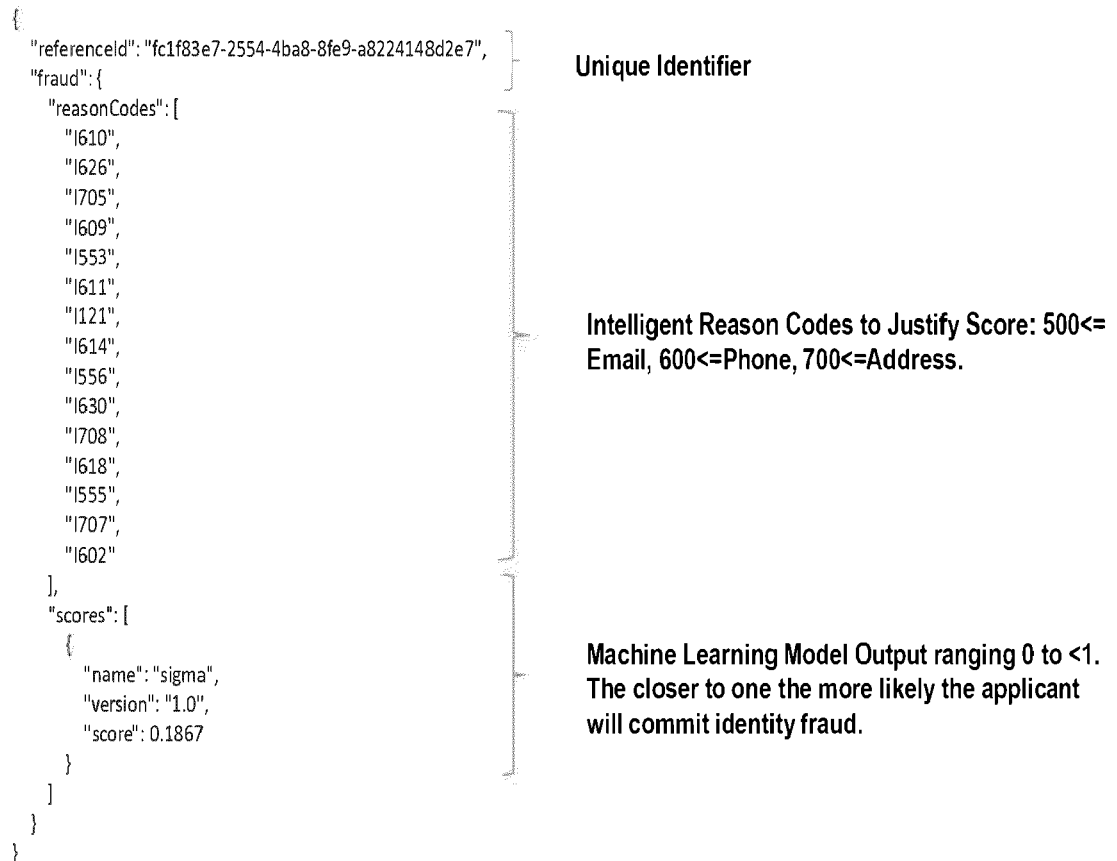 {
"referenceId": "fc1f83e7-2554-4ba8-8fe9-a8224148d2e7",
"fraud": {
"reasonCodes": [
"I610",
"I626",
"I705",
"I609",
"I553",
"I611",
"I121",
"I614",
"I556",
"I630",
"I708",
"I618",
"I555",
"I707",
"I602"
],
"scores": [
{
"name": "sigma",
"version": "1.0",
"score": 0.1867
}
]
}
}
Unique Identifier
Intelligent Reason Codes to Justify Score: 500<=
Email, 600<=Phone, 700<=Address.
Machine Learning Model Output ranging 0 to <1.
The closer to one the more likely the applicant
will commit identity fraud.